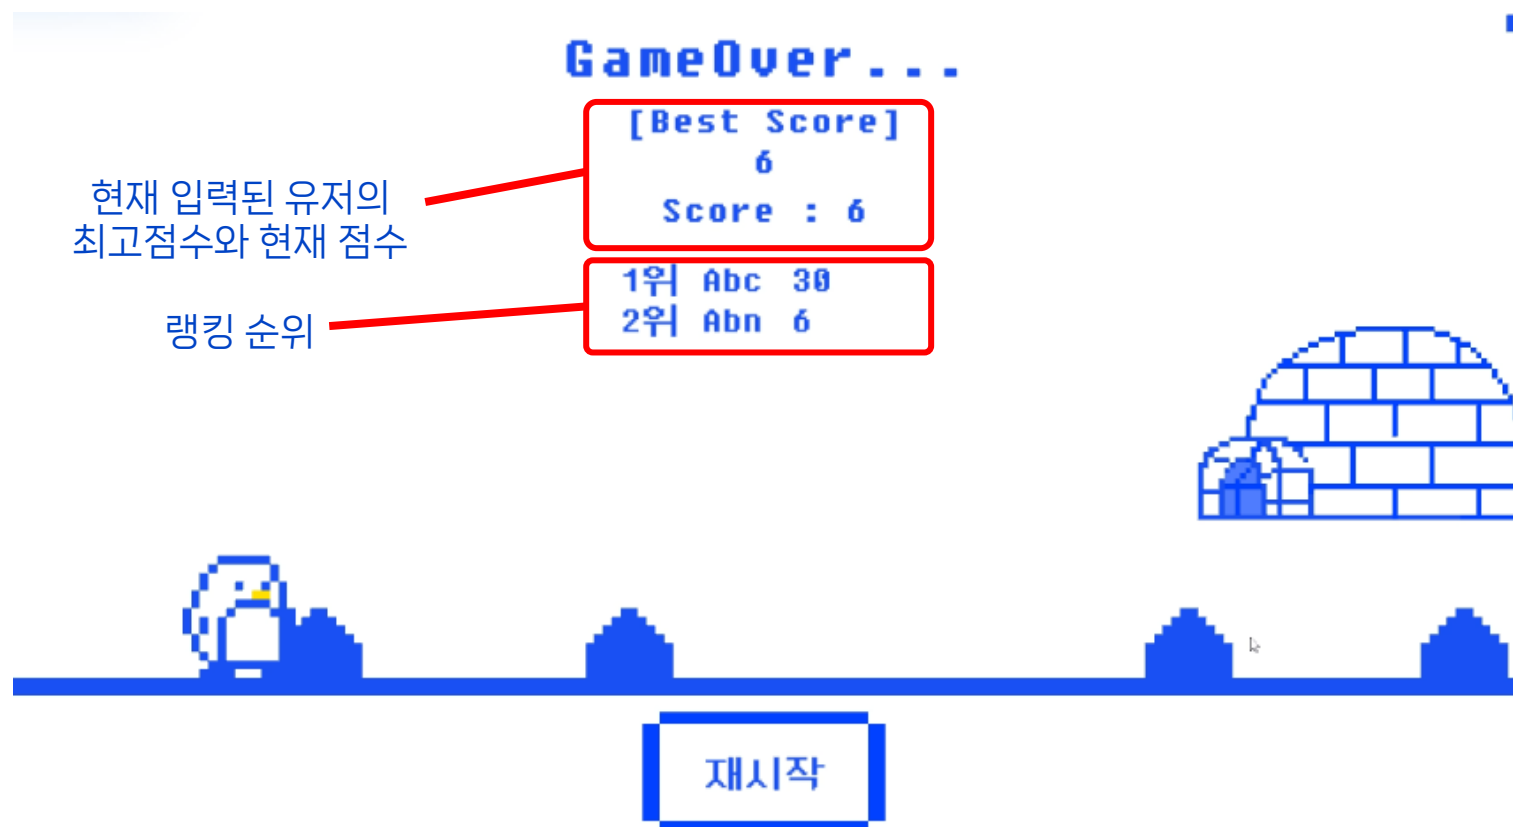 GameOver...
[Best Score]
6
Score : 6
현재 입력된 유저의
최고점수와 현재 점수
1위 Abc 30
2위 Abn 6
랭킹 순위
재시작